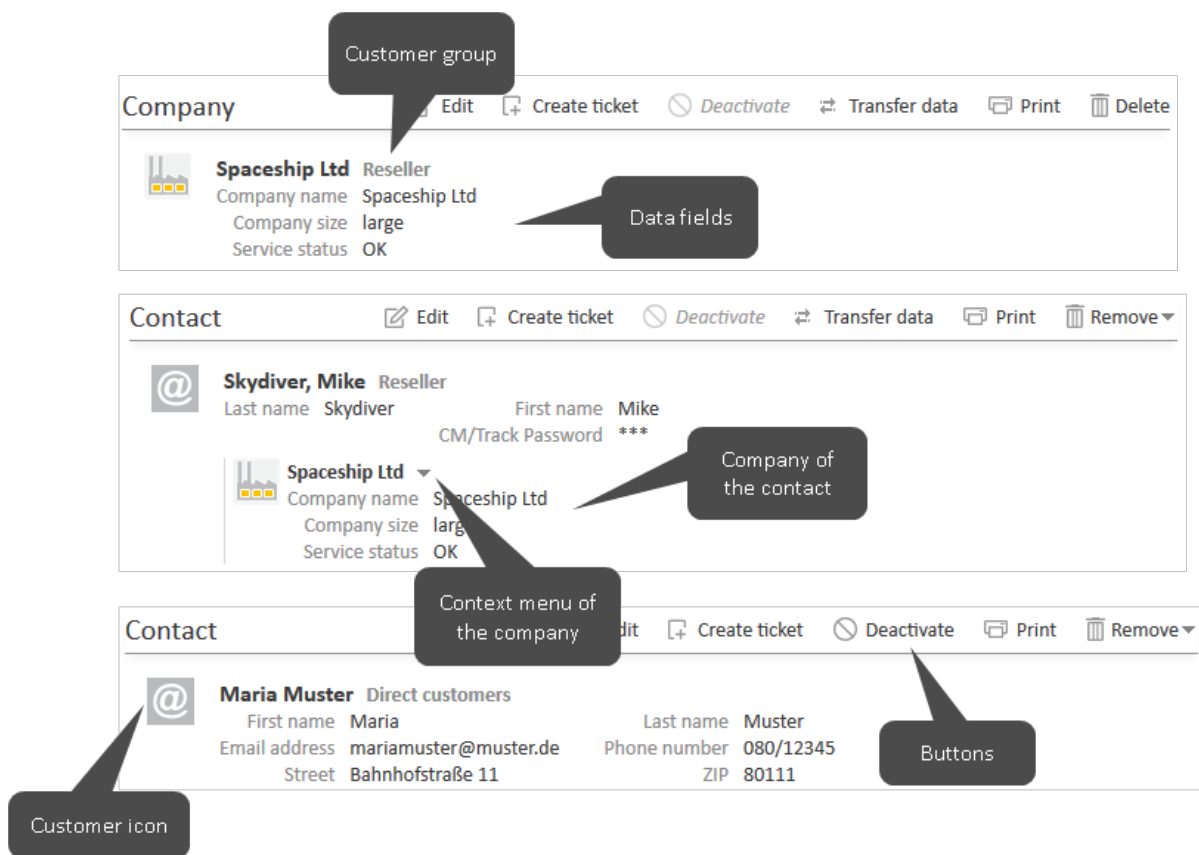 Customer group
Company Edit Create ticket Deactivate Transfer data Print Delete
Spaceship Ltd Reseller
Company name Spaceship Ltd
Company size large
Service status OK
Data fields
Contact Edit Create ticket Deactivate Transfer data Print Remove
Skydiver, Mike Reseller
Last name Skydiver First name Mike
CM/Track Password ***
Spaceship Ltd
Company name Spaceship Ltd
Company size
Service status OK
Company of
the contact
Context menu of
the company
Contact Create ticket Deactivate Print Remove
Maria Muster Direct customers
First name Maria Last name Muster
Email address mariamuster@muster.de Phone number 080/12345
Street Bahnhofstraße 11 ZIP 80111
Buttons
Customer icon